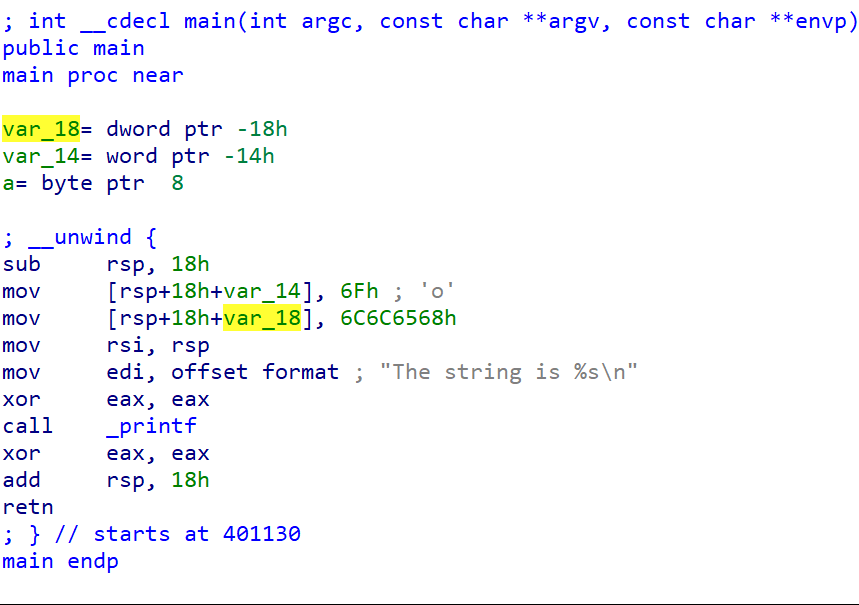 ; int __cdecl main(int argc, const char **argv, const char **envp)
public main
main proc near
var_18= dword ptr -18h
var_14= word ptr -14h
a= byte ptr  8
; __unwind {
sub     rsp, 18h
mov     [rsp+18h+var_14], 6Fh ; 'o'
mov     [rsp+18h+var_18], 6C6C6568h
mov     rsi, rsp
mov     edi, offset format ; "The string is %s\n"
xor     eax, eax
call    _printf
xor     eax, eax
add     rsp, 18h
retn
; } // starts at 401130
main endp